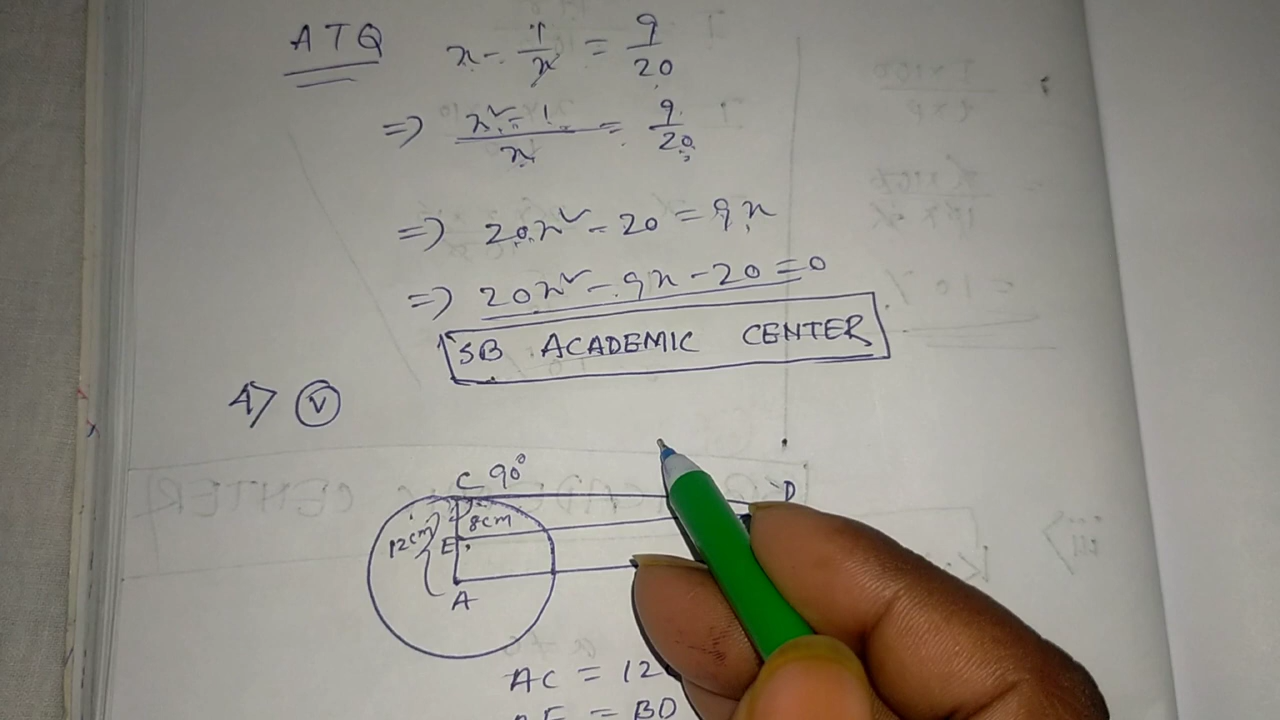 ATQ x - 1/x = 9/20
=> x² - 1 / x = 9/20
=> 20x² - 20 = 9x
=> 20x² - 9x - 20 = 0
SB ACADEMIC CENTER
4> (v)
C 90° D
12cm 8cm
E
A
AC = 12
= BD